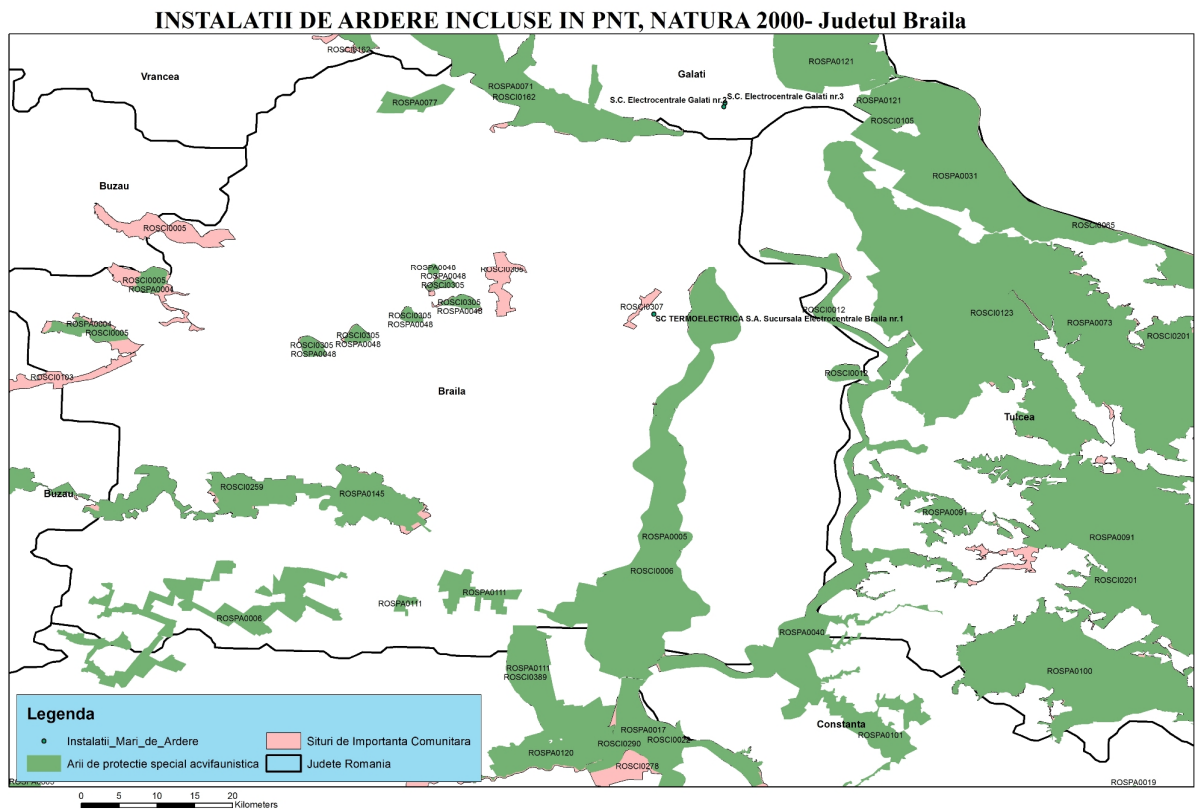 INSTALATII DE ARDERE INCLUSE IN PNT, NATURA 2000- Judetul Braila
ROSCI0162
Vrancea
Galati
ROSPA0121
ROSPA0071
ROSCI0162
ROSPA0077
S.C. Electrocentrale Galati nr.2
S.C. Electrocentrale Galati nr.3
ROSPA0121
ROSCI0105
ROSPA0031
Buzau
ROSCI0005
ROSCI0065
ROSCI0005
ROSPA0004
ROSPA0048
ROSPA0048
ROSCI0305
ROSCI0305
ROSCI0305
ROSPA0048
ROSCI0305
ROSPA0048
ROSCI0305
ROSPA0048
ROSCI0305
ROSPA0048
ROSCI0307
SC TERMOELECTRICA S.A. Sucursala Electrocentrale Braila nr.1
ROSCI0012
ROSCI0123
ROSPA0073
ROSCI0201
ROSPA0004
ROSCI0005
ROSCI0103
ROSCI0012
Braila
Tulcea
Buzau
ROSCI0259
ROSPA0145
ROSPA0091
ROSPA0005
ROSPA0091
ROSCI0006
ROSCI0201
ROSPA0006
ROSPA0111
ROSPA0111
ROSPA0040
ROSPA0111
ROSCI0389
ROSPA0100
Constanta
ROSPA0101
ROSPA0017
ROSCI0290
ROSCI0022
ROSPA0120
ROSCI0278
ROSPA0019
Legenda
Instalatii_Mari_de_Ardere
Situri de Importanta Comunitara
Arii de protectie special acvifaunistica
Judete Romania
0 5 10 15 20
Kilometers